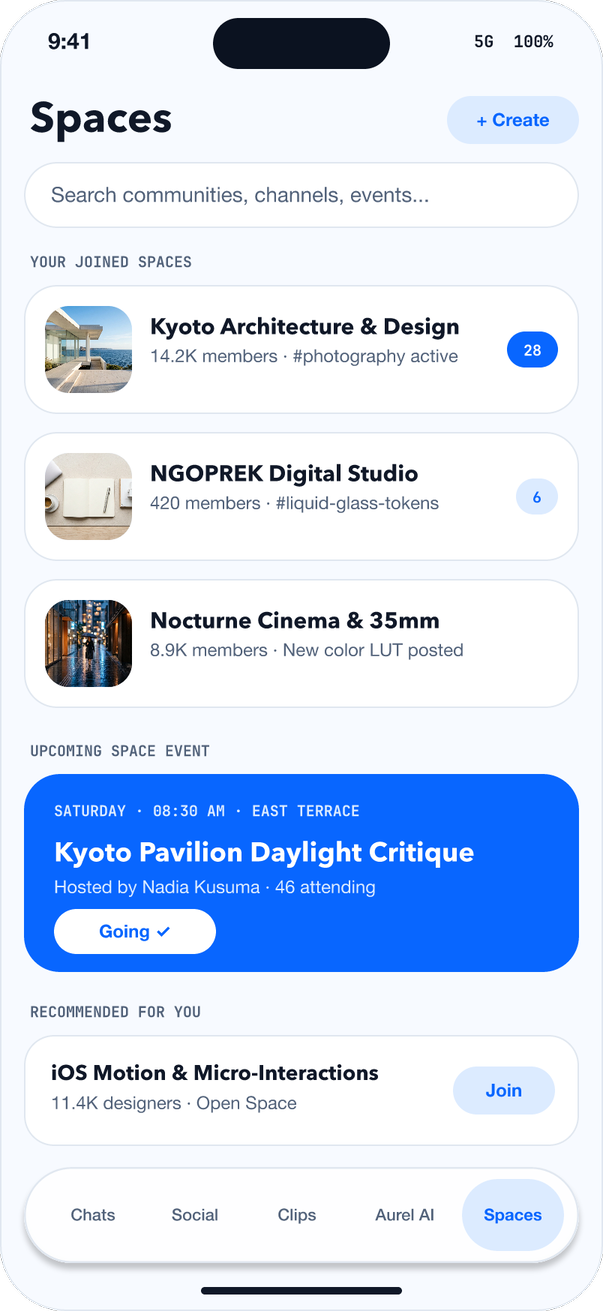 9:41
5G 100%
Spaces
+ Create
Search communities, channels, events...
YOUR JOINED SPACES
Kyoto Architecture & Design
14.2K members · #photography active
28
NGOPREK Digital Studio
420 members · #liquid-glass-tokens
6
Nocturne Cinema & 35mm
8.9K members · New color LUT posted
UPCOMING SPACE EVENT
SATURDAY · 08:30 AM · EAST TERRACE
Kyoto Pavilion Daylight Critique
Hosted by Nadia Kusuma · 46 attending
Going ✓
RECOMMENDED FOR YOU
iOS Motion & Micro-Interactions
11.4K designers · Open Space
Join
Chats Social Clips Aurel AI Spaces